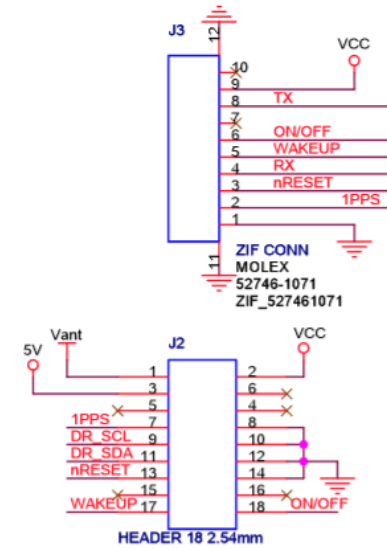 J3
12
VCC
10
9
8 TX
7
6 ON/OFF
5 WAKEUP
4 RX
3 nRESET
2 1PPS
1
11
ZIF CONN
MOLEX
52746-1071
ZIF_527461071
Vant J2 VCC
5V
1 2
3 6
5 4
1PPS 7 8
DR_SCL 9 10
DR_SDA 11 12
nRESET 13 14
15 16
WAKEUP 17 18 ON/OFF
HEADER 18 2.54mm